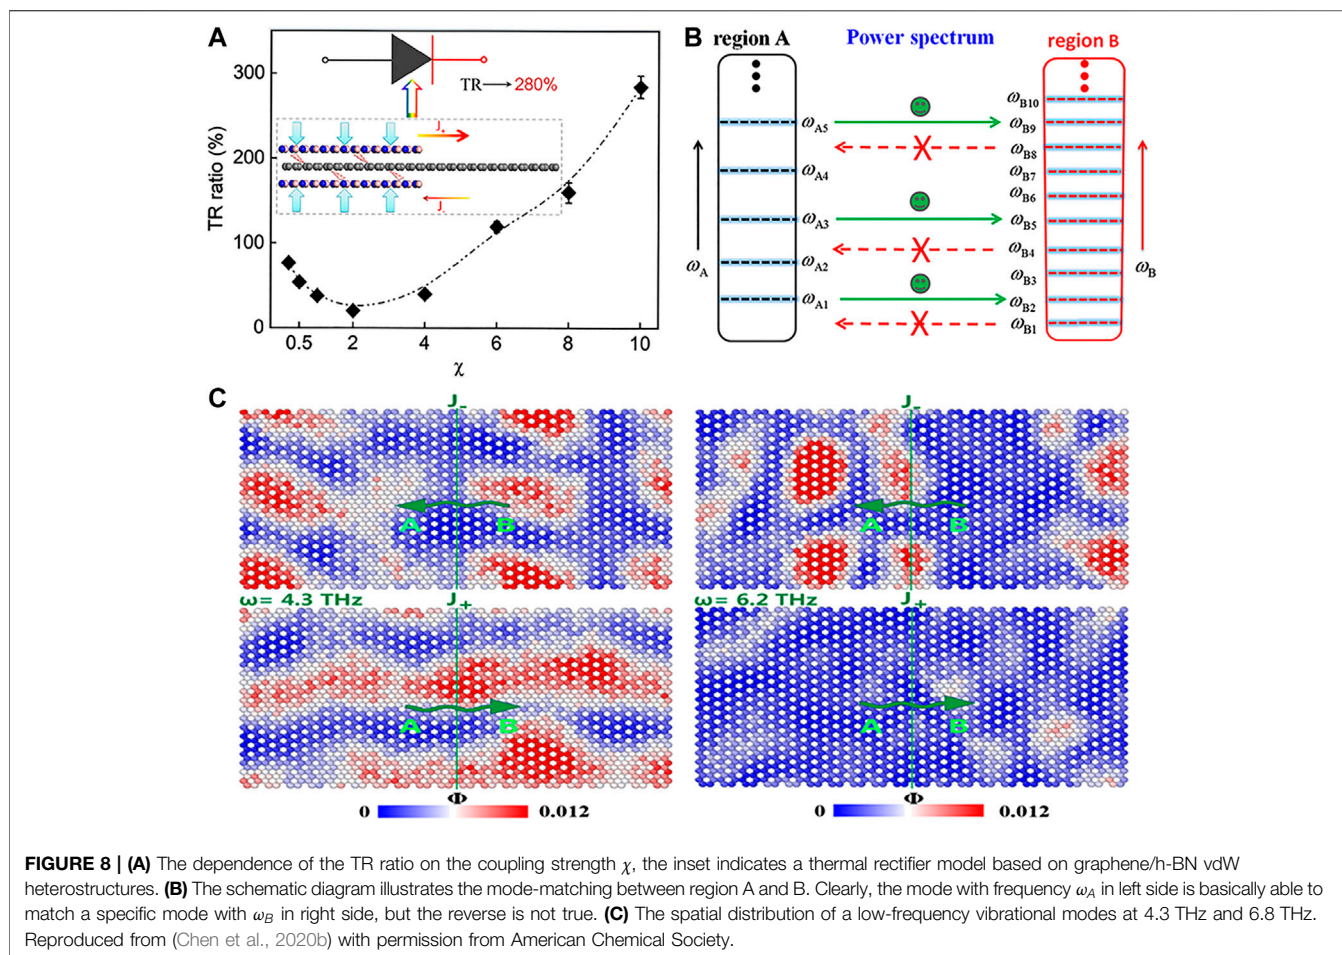 A
300
200
100
0
TR ratio (%)
0.5
2
4
6
8
10
χ
TR → 280%
J+
J-
B
region A
Power spectrum
region B
ωA5
ωA4
ωA3
ωA2
ωA1
ωA
ωB10
ωB9
ωB8
ωB7
ωB6
ωB5
ωB4
ωB3
ωB2
ωB1
ωB
X
X
X
C
J-
A
B
ω= 4.3 THz
J+
A
B
Φ
0
0.012
J-
A
B
ω= 6.2 THz
J+
A
B
Φ
0
0.012
FIGURE 8 | (A) The dependence of the TR ratio on the coupling strength χ, the inset indicates a thermal rectifier model based on graphene/h-BN vdW
heterostructures. (B) The schematic diagram illustrates the mode-matching between region A and B. Clearly, the mode with frequency ωA in left side is basically able to
match a specific mode with ωB in right side, but the reverse is not true. (C) The spatial distribution of a low-frequency vibrational modes at 4.3 THz and 6.8 THz.
Reproduced from (Chen et al., 2020b) with permission from American Chemical Society.